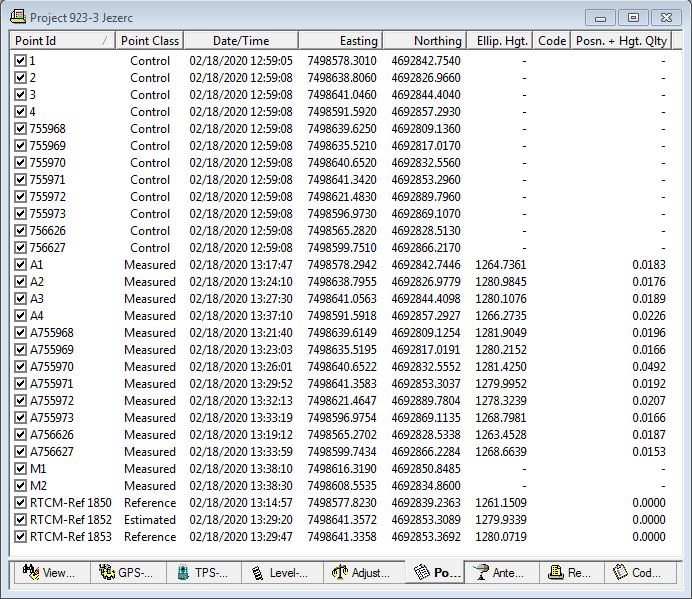 Project 923-3 Jezerc
Point Id / Point Class Date/Time Easting Northing Ellip. Hgt. Code Posn. + Hgt. Qlty
1 Control 02/18/2020 12:59:05 7498578.3010 4692842.7540 - -
2 Control 02/18/2020 12:59:08 7498638.8060 4692826.9660 - -
3 Control 02/18/2020 12:59:08 7498641.0460 4692844.4040 - -
4 Control 02/18/2020 12:59:08 7498591.5920 4692857.2930 - -
755968 Control 02/18/2020 12:59:08 7498639.6250 4692809.1360 - -
755969 Control 02/18/2020 12:59:08 7498635.5210 4692817.0170 - -
755970 Control 02/18/2020 12:59:08 7498640.6520 4692832.5560 - -
755971 Control 02/18/2020 12:59:08 7498641.3420 4692853.2960 - -
755972 Control 02/18/2020 12:59:08 7498621.4830 4692889.7960 - -
755973 Control 02/18/2020 12:59:08 7498596.9730 4692869.1070 - -
756626 Control 02/18/2020 12:59:08 7498565.2820 4692828.5130 - -
756627 Control 02/18/2020 12:59:08 7498599.7510 4692866.2170 - -
A1 Measured 02/18/2020 13:17:47 7498578.2942 4692842.7446 1264.7361 0.0183
A2 Measured 02/18/2020 13:24:10 7498638.7955 4692826.9779 1280.9845 0.0176
A3 Measured 02/18/2020 13:27:30 7498641.0563 4692844.4098 1280.1076 0.0189
A4 Measured 02/18/2020 13:37:10 7498591.5918 4692857.2927 1266.2735 0.0226
A755968 Measured 02/18/2020 13:21:40 7498639.6149 4692809.1254 1281.9049 0.0196
A755969 Measured 02/18/2020 13:23:03 7498635.5195 4692817.0191 1280.2152 0.0166
A755970 Measured 02/18/2020 13:26:01 7498640.6522 4692832.5552 1281.4250 0.0492
A755971 Measured 02/18/2020 13:29:52 7498641.3583 4692853.3037 1279.9952 0.0192
A755972 Measured 02/18/2020 13:32:13 7498621.4647 4692889.7804 1278.3239 0.0207
A755973 Measured 02/18/2020 13:33:19 7498596.9754 4692869.1135 1268.7981 0.0166
A756626 Measured 02/18/2020 13:19:12 7498565.2702 4692828.5338 1263.4528 0.0187
A756627 Measured 02/18/2020 13:33:59 7498599.7434 4692866.2284 1268.6639 0.0153
M1 Measured 02/18/2020 13:38:10 7498616.3190 4692850.8485 - -
M2 Measured 02/18/2020 13:38:10 7498608.5535 4692834.8600 - -
RTCM-Ref 1850 Reference 02/18/2020 13:14:57 7498577.8230 4692839.2363 1261.1509 0.0000
RTCM-Ref 1852 Estimated 02/18/2020 13:29:20 7498641.3572 4692853.3089 1279.9339 0.0000
RTCM-Ref 1853 Reference 02/18/2020 13:29:47 7498641.3358 4692853.3692 1280.0719 0.0000
View... GPS-... TPS-... Level-... Adjust... Po... Ante... Re... Cod...